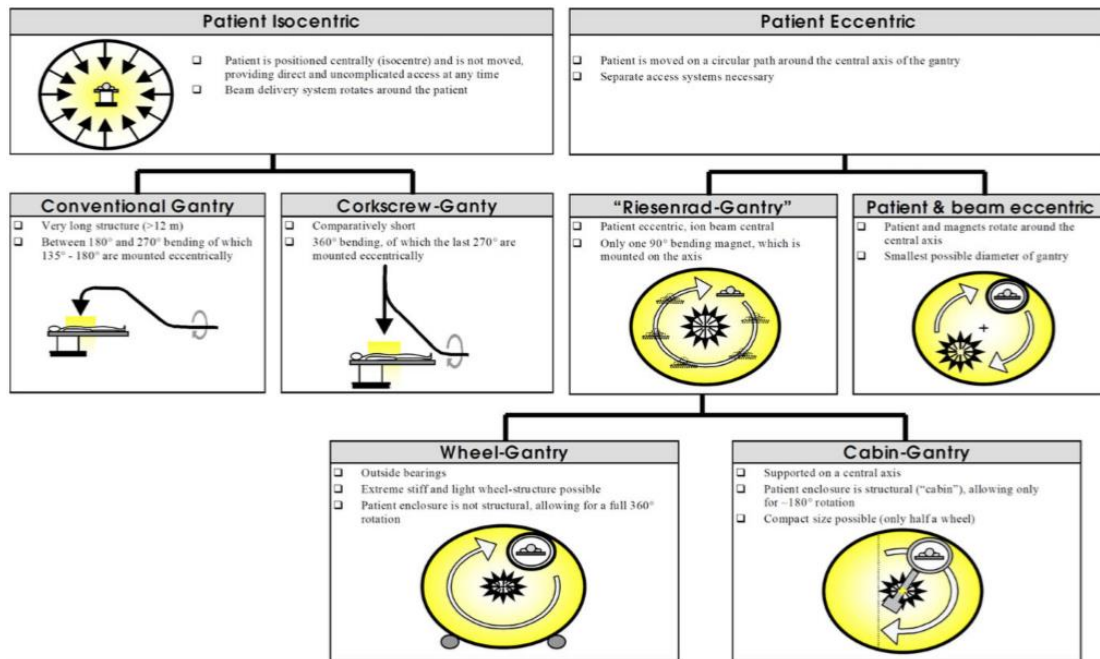 Patient Isocentric
Patient is positioned centrally (isocentre) and is not moved,
providing direct and uncomplicated access at any time
Beam delivery system rotates around the patient
Patient Eccentric
Patient is moved on a circular path around the central axis of the gantry
Separate access systems necessary
Conventional Gantry
Very long structure (>12 m)
Between 180° and 270° bending of which
135° - 180° are mounted eccentrically
Corkscrew-Ganty
Comparatively short
360° bending, of which the last 270° are
mounted eccentrically
"Riesenrad-Gantry"
Patient eccentric, ion beam central
Only one 90° bending magnet, which is
mounted on the axis
Patient & beam eccentric
Patient and magnets rotate around the
central axis
Smallest possible diameter of gantry
Wheel-Gantry
Outside bearings
Extreme stiff and light wheel-structure possible
Patient enclosure is not structural, allowing for a full 360°
rotation
Cabin-Gantry
Supported on a central axis
Patient enclosure is structural ("cabin"), allowing only
for ~180° rotation
Compact size possible (only half a wheel)